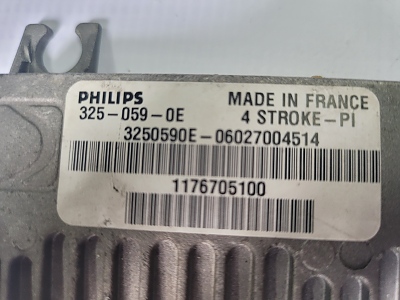 PHILIPS MADE IN FRANCE
325-059-0E 4 STROKE-PI
3250590E-06027004514
1176705100